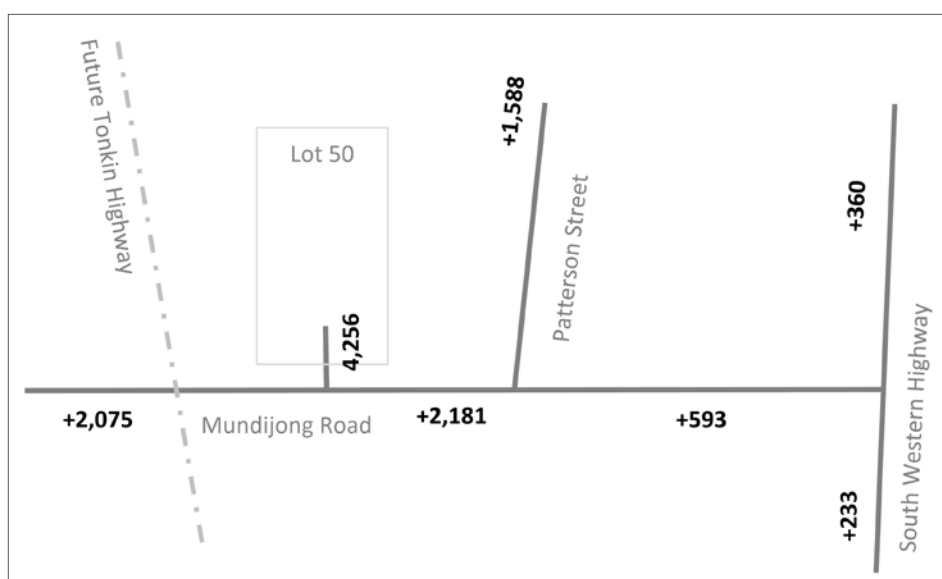 Future Tonkin Highway
Lot 50
+1,588
Patterson Street
+360
4,256
+2,075
Mundijong Road
+2,181
+593
South Western Highway
+233